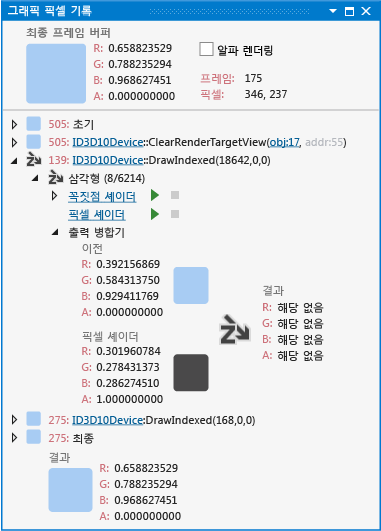 그래픽 픽셀 기록
최종 프레임 버퍼
R: 0.658823529
G: 0.788235294
B: 0.968627451
A: 0.000000000
알파 렌더링
프레임: 175
픽셀: 346, 237
505: 초기
505: ID3D10Device::ClearRenderTargetView(obj:17, addr:55)
139: ID3D10Device::DrawIndexed(18642,0,0)
삼각형 (8/6214)
꼭짓점 셰이더
픽셀 셰이더
출력 병합기
이전
R: 0.392156869
G: 0.584313750
B: 0.929411769
A: 0.000000000
픽셀 셰이더
R: 0.301960784
G: 0.278431373
B: 0.286274510
A: 1.000000000
결과
R: 해당 없음
G: 해당 없음
B: 해당 없음
A: 해당 없음
275: ID3D10Device:DrawIndexed(168,0,0)
275: 최종
결과
R: 0.658823529
G: 0.788235294
B: 0.968627451
A: 0.000000000